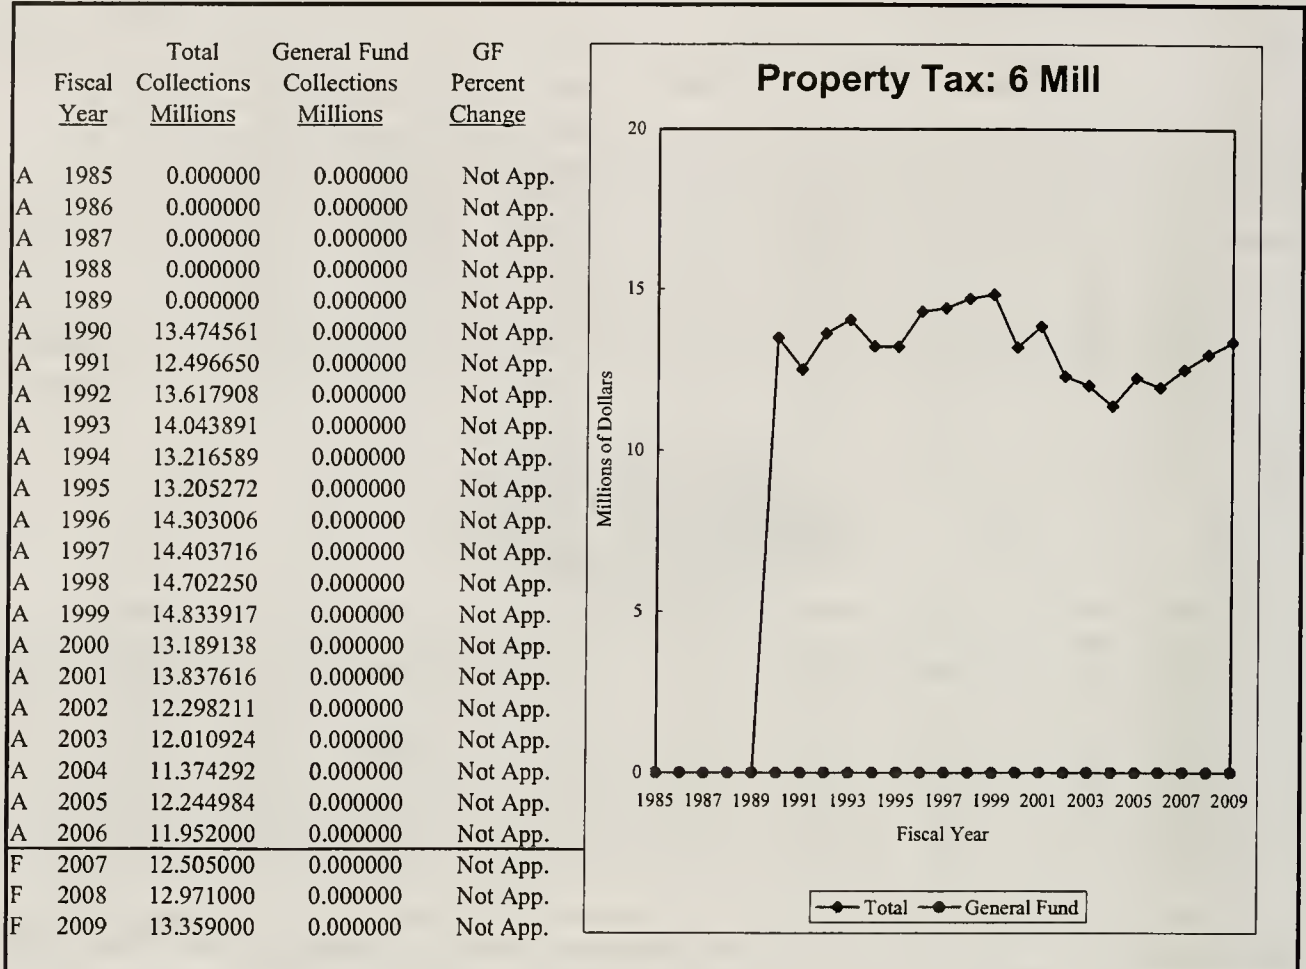 Total General Fund GF
Fiscal Collections Collections Percent
Year Millions Millions Change
A 1985 0.000000 0.000000 Not App.
A 1986 0.000000 0.000000 Not App.
A 1987 0.000000 0.000000 Not App.
A 1988 0.000000 0.000000 Not App.
A 1989 0.000000 0.000000 Not App.
A 1990 13.474561 0.000000 Not App.
A 1991 12.496650 0.000000 Not App.
A 1992 13.617908 0.000000 Not App.
A 1993 14.043891 0.000000 Not App.
A 1994 13.216589 0.000000 Not App.
A 1995 13.205272 0.000000 Not App.
A 1996 14.303006 0.000000 Not App.
A 1997 14.403716 0.000000 Not App.
A 1998 14.702250 0.000000 Not App.
A 1999 14.833917 0.000000 Not App.
A 2000 13.189138 0.000000 Not App.
A 2001 13.837616 0.000000 Not App.
A 2002 12.298211 0.000000 Not App.
A 2003 12.010924 0.000000 Not App.
A 2004 11.374292 0.000000 Not App.
A 2005 12.244984 0.000000 Not App.
A 2006 11.952000 0.000000 Not App.
F 2007 12.505000 0.000000 Not App.
F 2008 12.971000 0.000000 Not App.
F 2009 13.359000 0.000000 Not App.
Property Tax: 6 Mill
20
15
10
5
0
Millions of Dollars
1985 1987 1989 1991 1993 1995 1997 1999 2001 2003 2005 2007 2009
Fiscal Year
Total General Fund